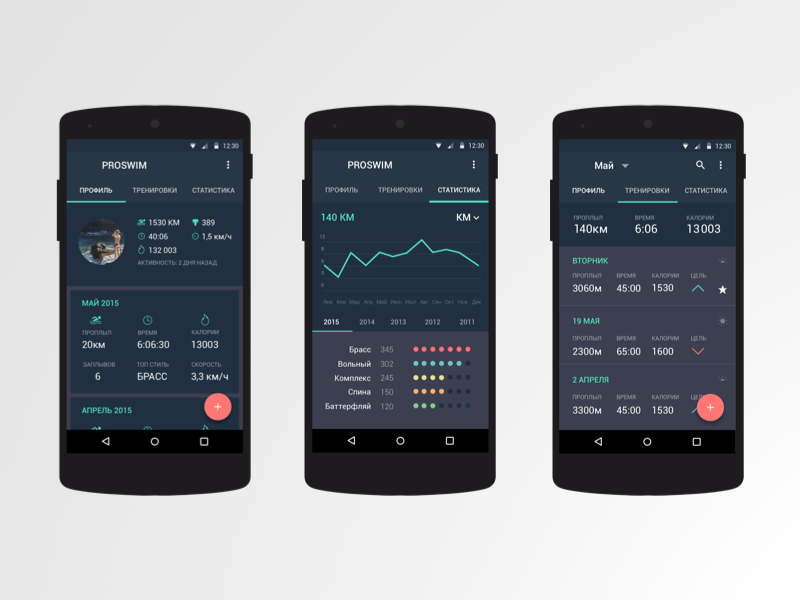 12:30
PROSWIM
ПРОФИЛЬ ТРЕНИРОВКИ СТАТИСТИКА
1530 КМ 389
40:06 1,5 км/ч
132 003
АКТИВНОСТЬ: 2 ДНЯ НАЗАД
МАЙ 2015
ПРОПЛЫЛ ВРЕМЯ КАЛОРИИ
20км 6:06:30 13003
ЗАПЛЫВОВ ТОП СТИЛЬ СКОРОСТЬ
6 БРАСС 3,3 км/ч
АПРЕЛЬ 2015
+
12:30
PROSWIM
ПРОФИЛЬ ТРЕНИРОВКИ СТАТИСТИКА
140 КМ КМ
Янв Фев Мар Апр Май Июн Июл Авг Сен Окт Ноя Дек
2015 2014 2013 2012 2011
Брасс 345
Вольный 302
Комплекс 245
Спина 150
Баттерфляй 120
12:30
Май
ПРОФИЛЬ ТРЕНИРОВКИ СТАТИСТИКА
ПРОПЛЫЛ ВРЕМЯ КАЛОРИИ
140км 6:06 13 003
ВТОРНИК
ПРОПЛЫЛ ВРЕМЯ КАЛОРИИ ЦЕЛЬ
3060м 45:00 1530
19 МАЯ
ПРОПЛЫЛ ВРЕМЯ КАЛОРИИ ЦЕЛЬ
2300м 65:00 1600
2 АПРЕЛЯ
ПРОПЛЫЛ ВРЕМЯ КАЛОРИИ
3300м 45:00 1530
+